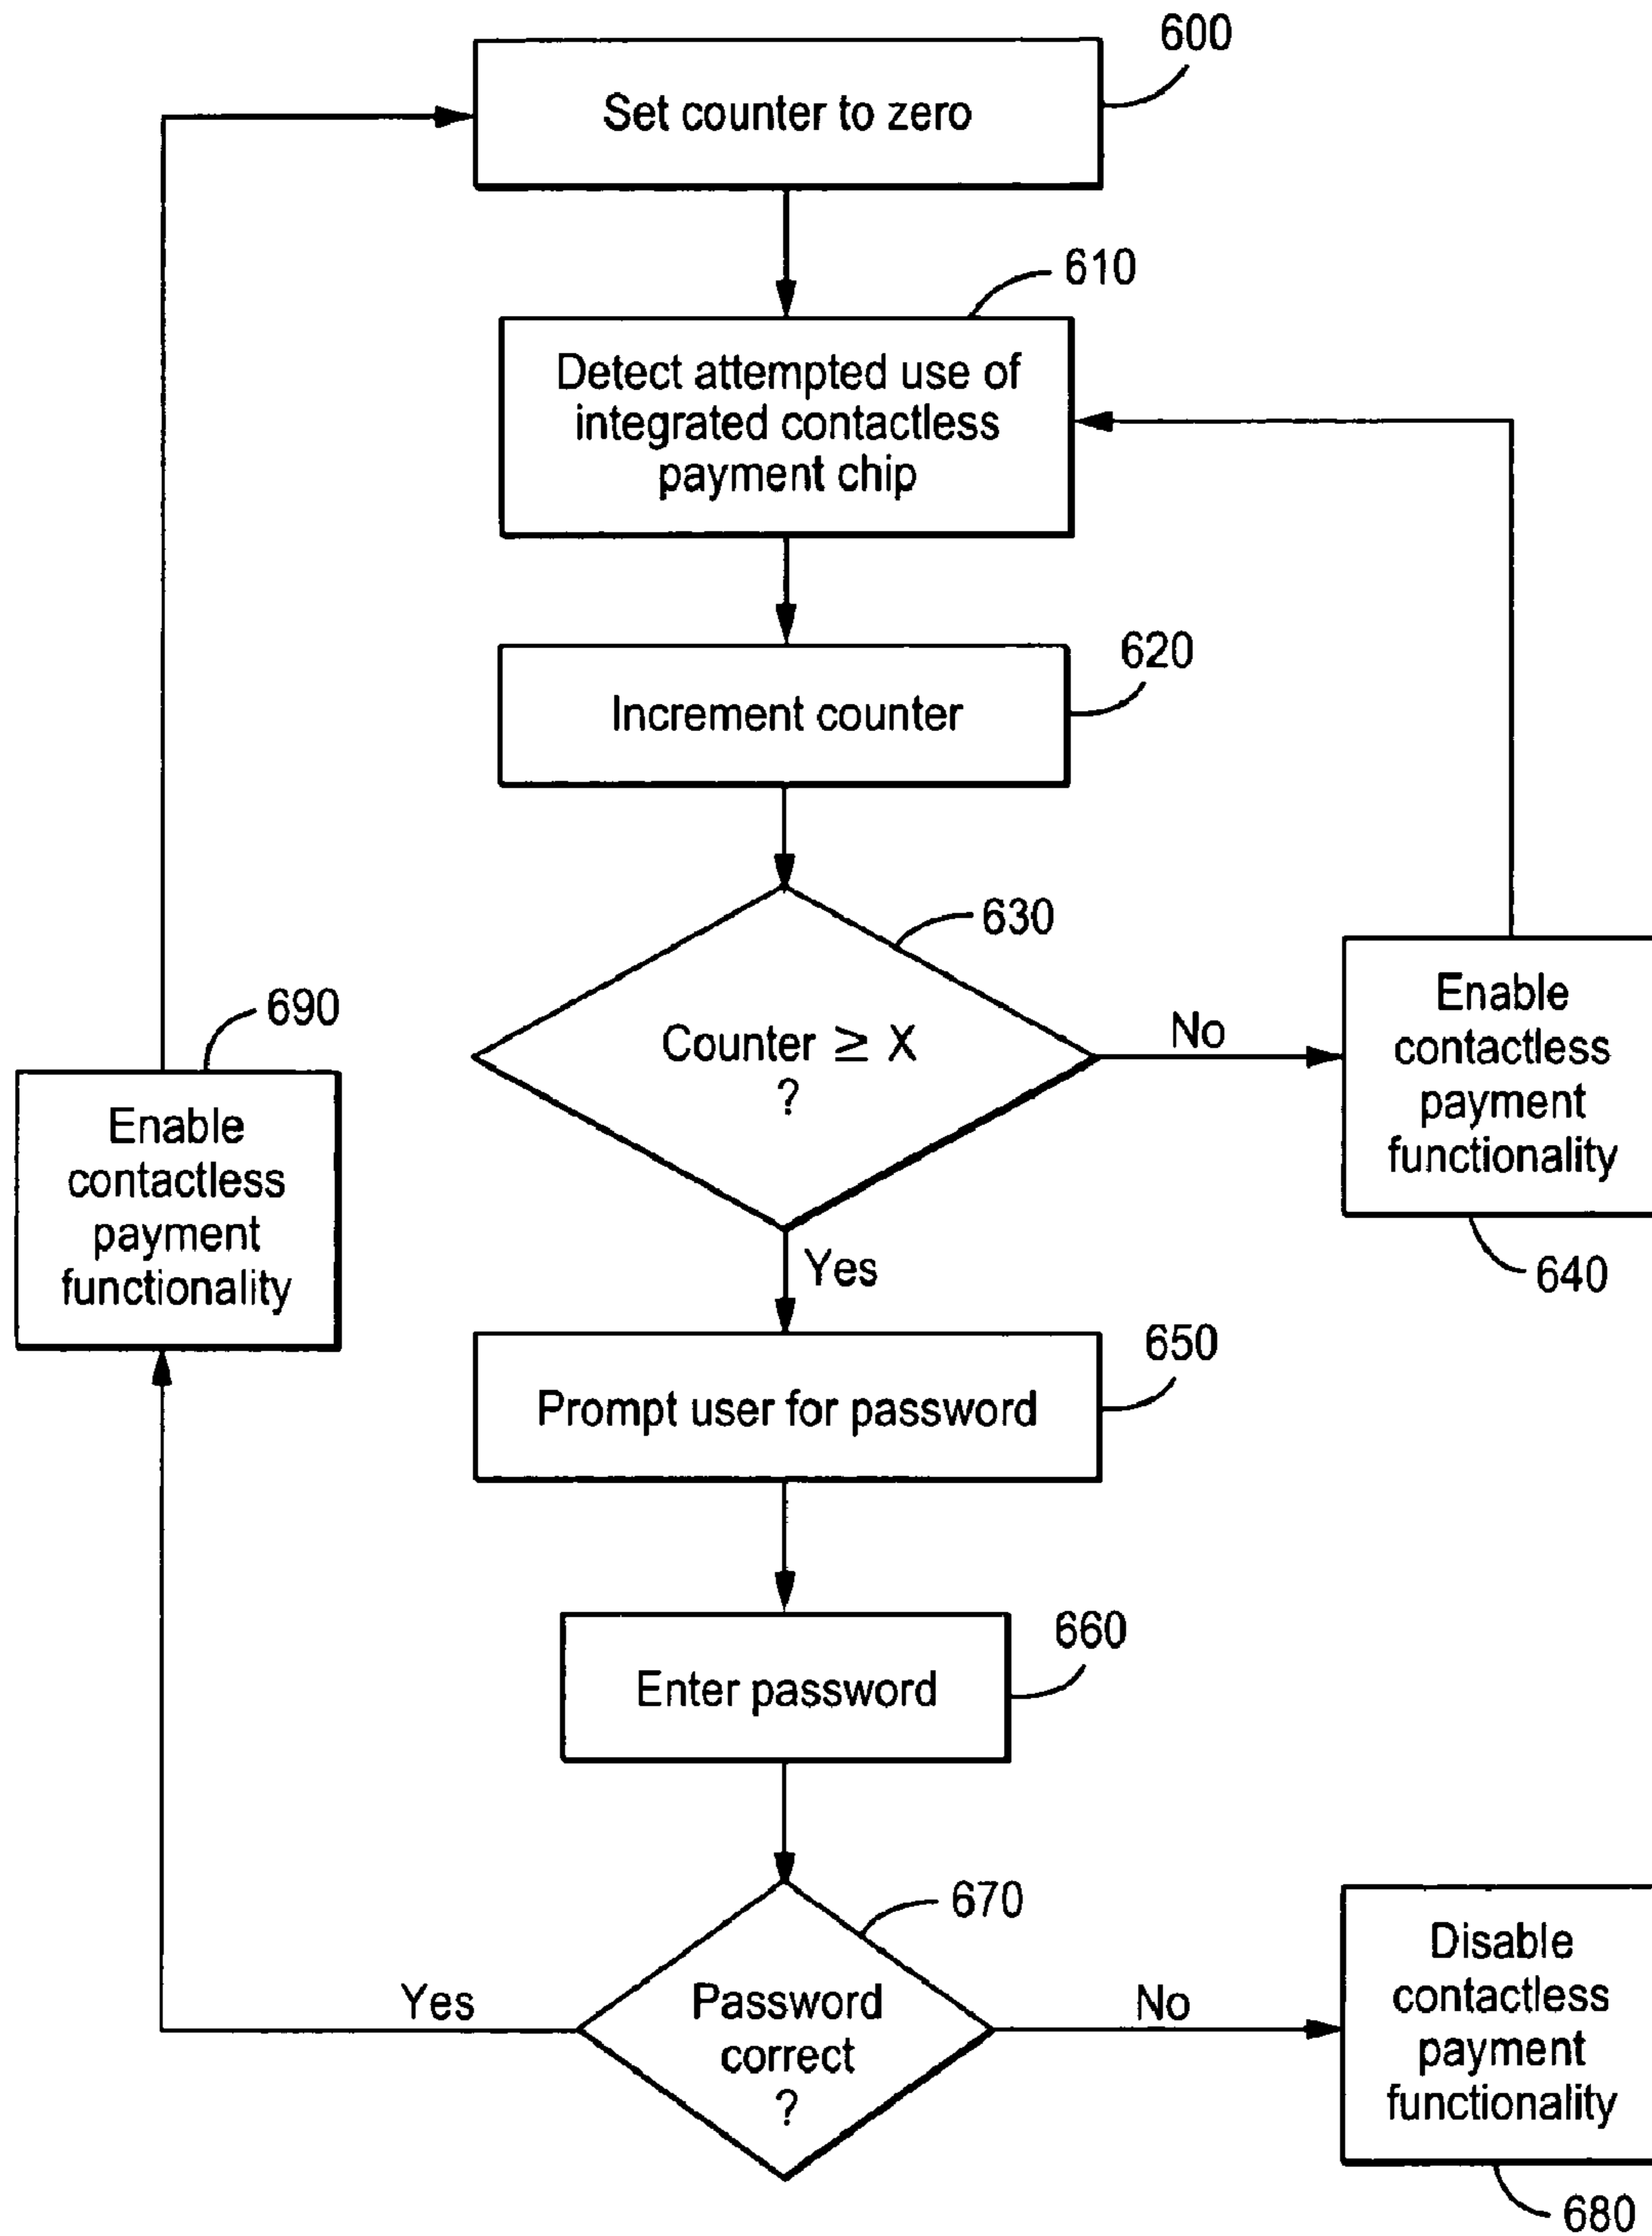 600
Set counter to zero
610
Detect attempted use of
integrated contactless
payment chip
620
Increment counter
630
Counter ≥ X
?
No
Enable
contactless
payment
functionality
640
690
Enable
contactless
payment
functionality
Yes
650
Prompt user for password
660
Enter password
670
Password
correct
?
Yes
No
Disable
contactless
payment
functionality
680